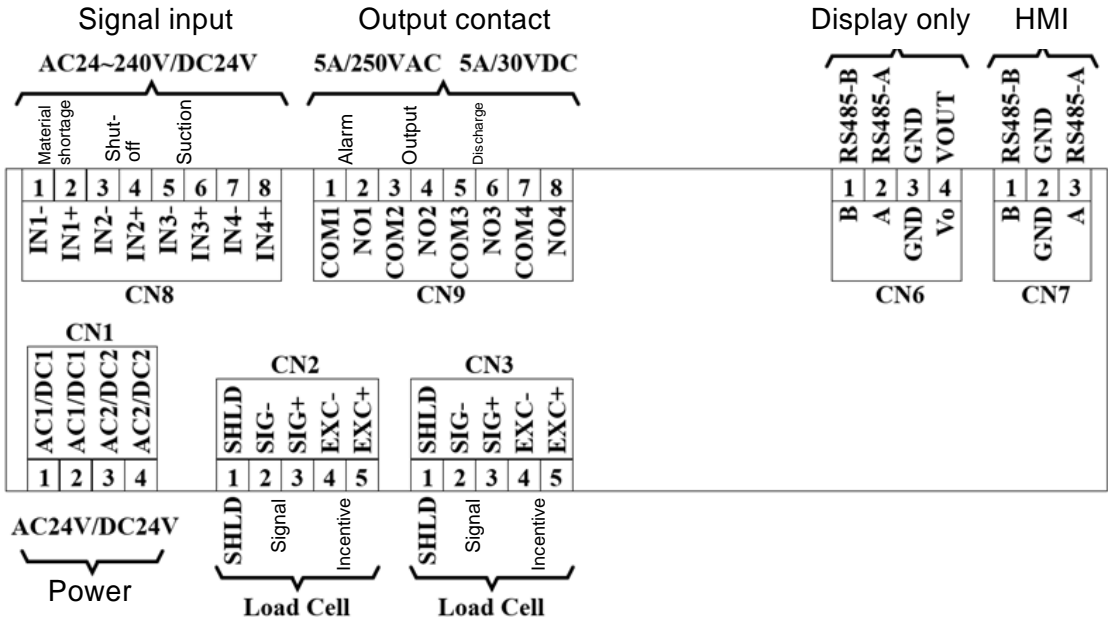 Signal input
Output contact
Display only
HMI
AC24~240V/DC24V
5A/250VAC 5A/30VDC
Material
shortage
Shut-
off
Suction
Alarm
Output
Discharge
RS485-B
RS485-A
GND
VOUT
RS485-B
GND
RS485-A
1 2 3 4 5 6 7 8
1 2 3 4 5 6 7 8
1 2 3 4
1 2 3
IN1-
IN1+
IN2-
IN2+
IN3-
IN3+
IN4-
IN4+
COM1
NO1
COM2
NO2
COM3
NO3
COM4
NO4
B
A
GND
Vo
B
GND
A
CN8
CN9
CN6
CN7
CN1
CN2
CN3
AC1/DC1
AC1/DC1
AC2/DC2
AC2/DC2
SHLD
SIG-
SIG+
EXC-
EXC+
SHLD
SIG-
SIG+
EXC-
EXC+
1 2 3 4
1 2 3 4 5
1 2 3 4 5
AC24V/DC24V
SHLD
Signal
Incentive
SHLD
Signal
Incentive
Power
Load Cell
Load Cell